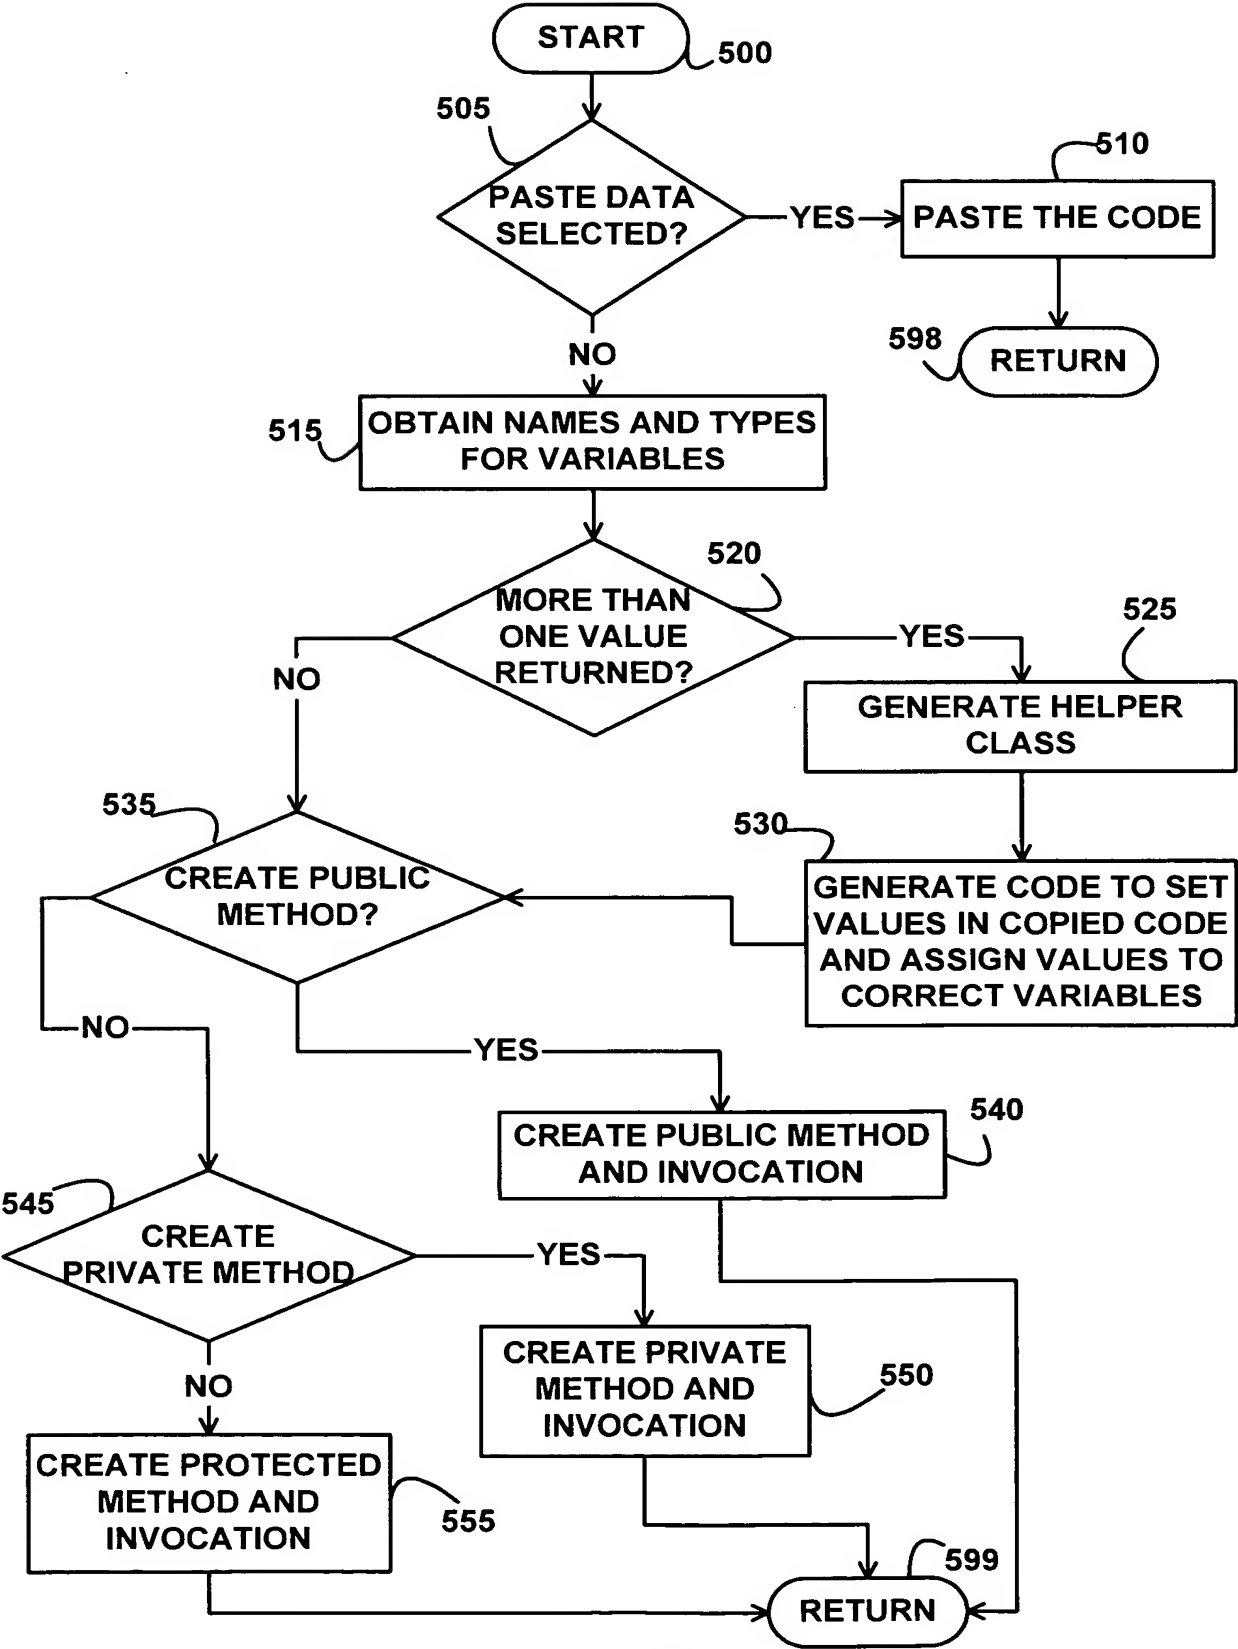 START
500
505
PASTE DATA
SELECTED?
YES
510
PASTE THE CODE
598
RETURN
NO
515
OBTAIN NAMES AND TYPES
FOR VARIABLES
520
MORE THAN
ONE VALUE
RETURNED?
YES
525
GENERATE HELPER
CLASS
NO
530
GENERATE CODE TO SET
VALUES IN COPIED CODE
AND ASSIGN VALUES TO
CORRECT VARIABLES
535
CREATE PUBLIC
METHOD?
NO
YES
540
CREATE PUBLIC METHOD
AND INVOCATION
545
CREATE
PRIVATE METHOD
YES
550
CREATE PRIVATE
METHOD AND
INVOCATION
NO
555
CREATE PROTECTED
METHOD AND
INVOCATION
599
RETURN